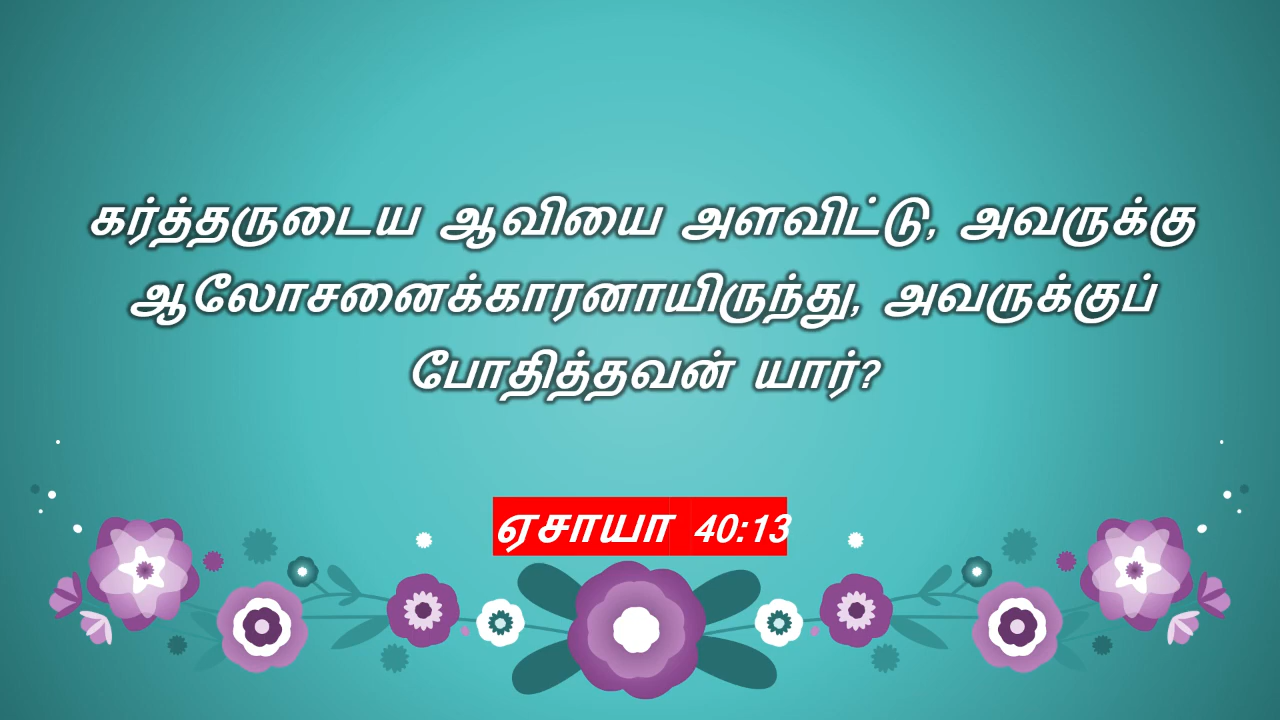 கர்த்தருடைய ஆவியை அளவிட்டு, அவருக்கு
ஆலோசனைக்காரனாயிருந்து, அவருக்குப்
போதித்தவன் யார்?
ஏசாயா 40:13